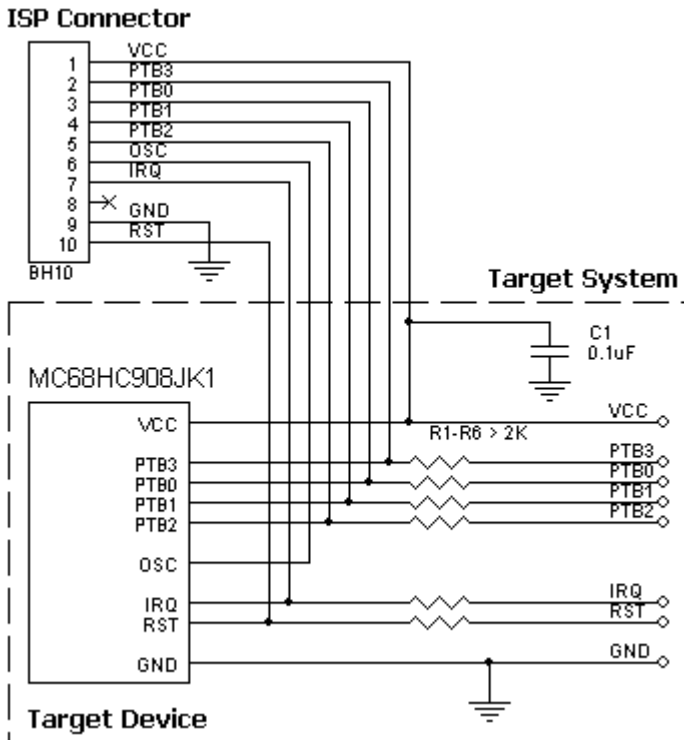 ISP Connector
1 VCC
2 PTB3
3 PTB0
4 PTB1
5 PTB2
6 OSC
7 IRQ
8
9 GND
10 RST
BH10
Target System
C1
0.1uF
MC68HC908JK1
VCC
R1-R6 > 2K
VCC
PTB3
PTB3
PTB0
PTB0
PTB1
PTB1
PTB2
PTB2
OSC
IRQ
IRQ
RST
RST
GND
GND
Target Device